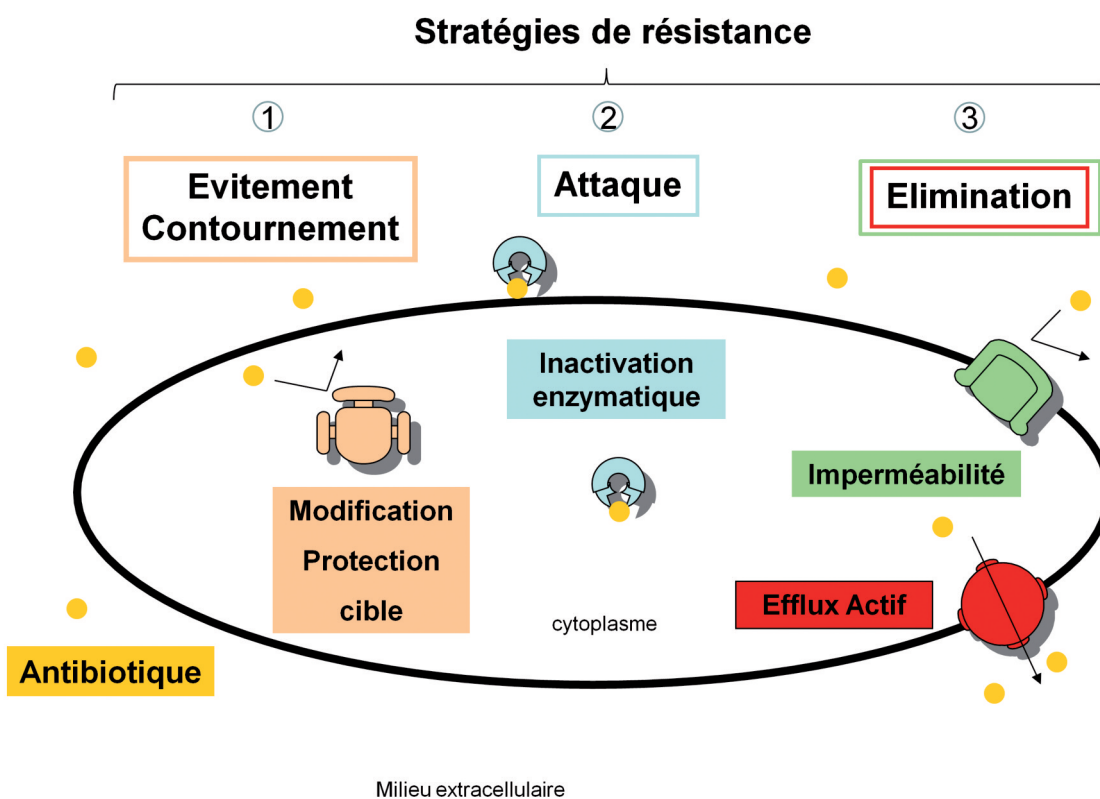 Stratégies de résistance
1
2
3
Evitement
Contournement
Attaque
Elimination
Inactivation
enzymatique
Imperméabilité
Modification
Protection
cible
Efflux Actif
cytoplasme
Antibiotique
Milieu extracellulaire